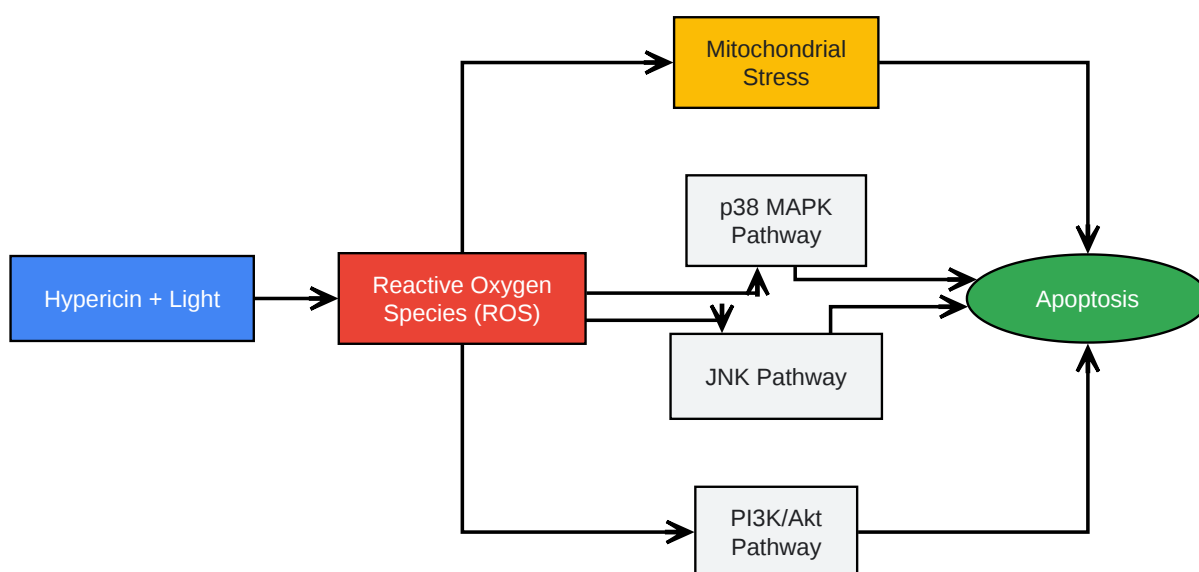 Mitochondrial
Stress
p38 MAPK
Pathway
Hypericin + Light
Reactive Oxygen
Species (ROS)
Apoptosis
JNK Pathway
PI3K/Akt
Pathway